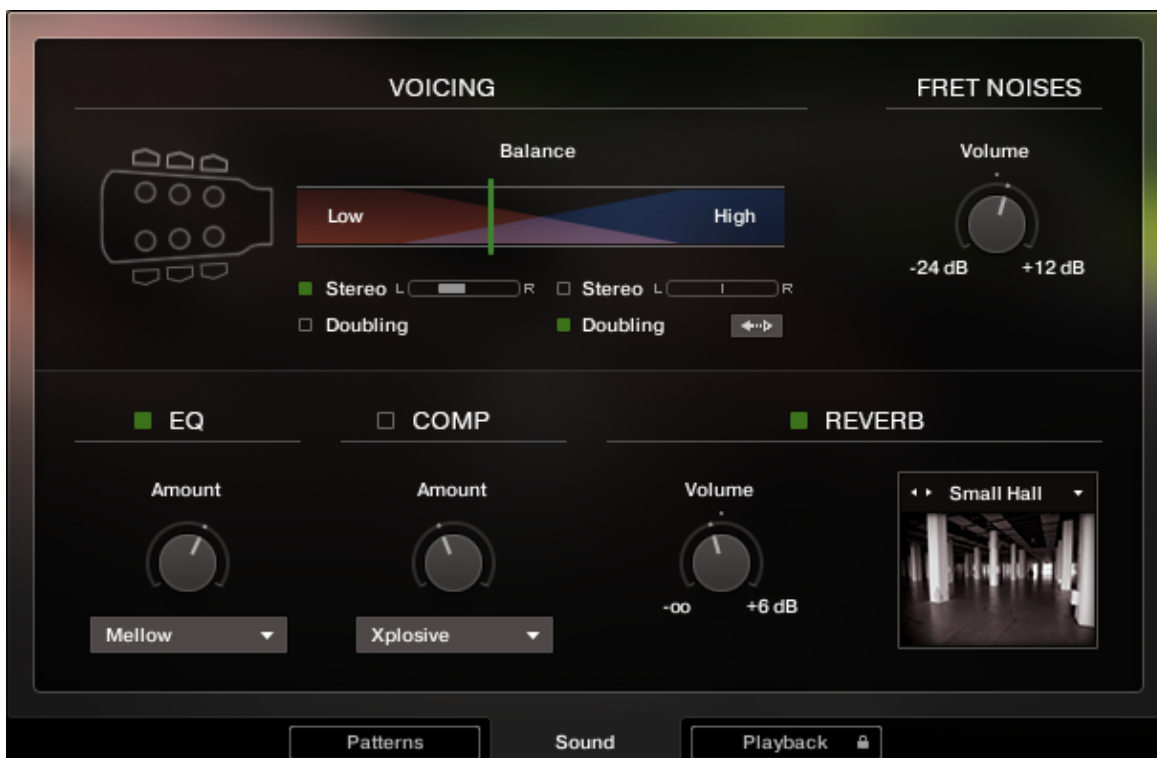 VOICING
FRET NOISES
Balance
Volume
Low High
-24 dB +12 dB
Stereo L R Stereo L R
Doubling Doubling
EQ COMP REVERB
Amount Amount Volume
Small Hall
-oo +6 dB
Mellow Xplosive
Patterns Sound Playback